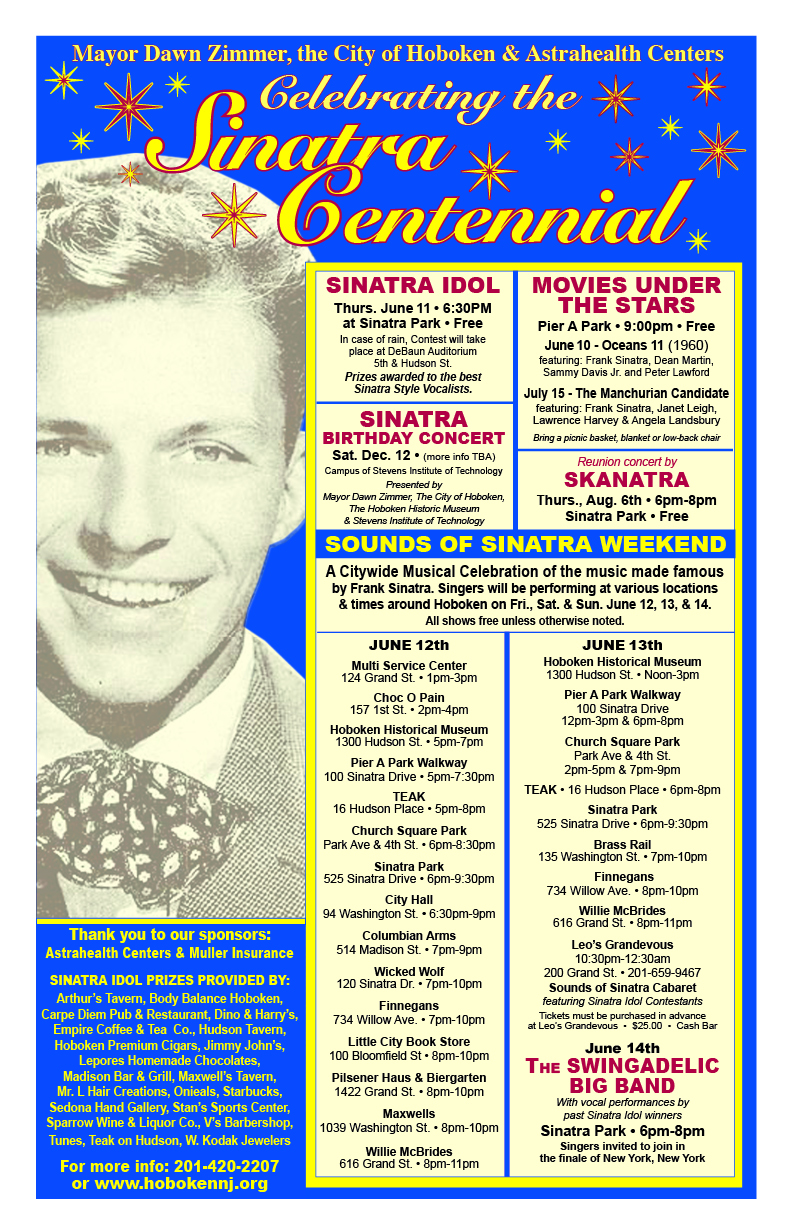 Mayor Dawn Zimmer, the City of Hoboken & Astrahealth Centers
Celebrating the
Sinatra
Centennial
SINATRA IDOL
Thurs. June 11 • 6:30PM
at Sinatra Park • Free
In case of rain, Contest will take
place at DeBaun Auditorium
5th & Hudson St.
Prizes awarded to the best
Sinatra Style Vocalists.
SINATRA
BIRTHDAY CONCERT
Sat. Dec. 12 • (more info TBA)
Campus of Stevens Institute of Technology
Presented by
Mayor Dawn Zimmer, The City of Hoboken,
The Hoboken Historic Museum
& Stevens Institute of Technology
MOVIES UNDER
THE STARS
Pier A Park • 9:00pm • Free
June 10 - Oceans 11 (1960)
featuring: Frank Sinatra, Dean Martin,
Sammy Davis Jr. and Peter Lawford
July 15 - The Manchurian Candidate
featuring: Frank Sinatra, Janet Leigh,
Lawrence Harvey & Angela Landsbury
Bring a picnic basket, blanket or low-back chair
Reunion concert by
SKANATRA
Thurs., Aug. 6th • 6pm-8pm
Sinatra Park • Free
SOUNDS OF SINATRA WEEKEND
A Citywide Musical Celebration of the music made famous
by Frank Sinatra. Singers will be performing at various locations
& times around Hoboken on Fri., Sat. & Sun. June 12, 13, & 14.
All shows free unless otherwise noted.
JUNE 12th
Multi Service Center
124 Grand St. • 1pm-3pm
Choc O Pain
157 1st St. • 2pm-4pm
Hoboken Historical Museum
1300 Hudson St. • 5pm-7pm
Pier A Park Walkway
100 Sinatra Drive • 5pm-7:30pm
TEAK
16 Hudson Place • 5pm-8pm
Church Square Park
Park Ave & 4th St. • 6pm-8:30pm
Sinatra Park
525 Sinatra Drive • 6pm-9:30pm
City Hall
94 Washington St. • 6:30pm-9pm
Columbian Arms
514 Madison St. • 7pm-9pm
Wicked Wolf
120 Sinatra Dr. • 7pm-10pm
Finnegans
734 Willow Ave. • 7pm-10pm
Little City Book Store
100 Bloomfield St • 8pm-10pm
Pilsener Haus & Biergarten
1422 Grand St. • 8pm-10pm
Maxwells
1039 Washington St. • 8pm-10pm
Willie McBrides
616 Grand St. • 8pm-11pm
JUNE 13th
Hoboken Historical Museum
1300 Hudson St. • Noon-3pm
Pier A Park Walkway
100 Sinatra Drive
12pm-3pm & 6pm-8pm
Church Square Park
Park Ave & 4th St.
2pm-5pm & 7pm-9pm
TEAK • 16 Hudson Place • 6pm-8pm
Sinatra Park
525 Sinatra Drive • 6pm-9:30pm
Brass Rail
135 Washington St. • 7pm-10pm
Finnegans
734 Willow Ave. • 8pm-10pm
Willie McBrides
616 Grand St. • 8pm-11pm
Leo's Grandevous
10:30pm-12:30am
200 Grand St. • 201-659-9467
Sounds of Sinatra Cabaret
featuring Sinatra Idol Contestants
Tickets must be purchased in advance
at Leo's Grandevous • $25.00 • Cash Bar
June 14th
THE SWINGADELIC
BIG BAND
With vocal performances by
past Sinatra Idol winners
Sinatra Park • 6pm-8pm
Singers invited to join in
the finale of New York, New York
Thank you to our sponsors:
Astrahealth Centers & Muller Insurance
SINATRA IDOL PRIZES PROVIDED BY:
Arthur's Tavern, Body Balance Hoboken,
Carpe Diem Pub & Restaurant, Dino & Harry's,
Empire Coffee & Tea Co., Hudson Tavern,
Hoboken Premium Cigars, Jimmy John's,
Lepores Homemade Chocolates,
Madison Bar & Grill, Maxwell's Tavern,
Mr. L Hair Creations, Onieals, Starbucks,
Sedona Hand Gallery, Stan's Sports Center,
Sparrow Wine & Liquor Co., V's Barbershop,
Tunes, Teak on Hudson, W. Kodak Jewelers
For more info: 201-420-2207
or www.hobokennj.org